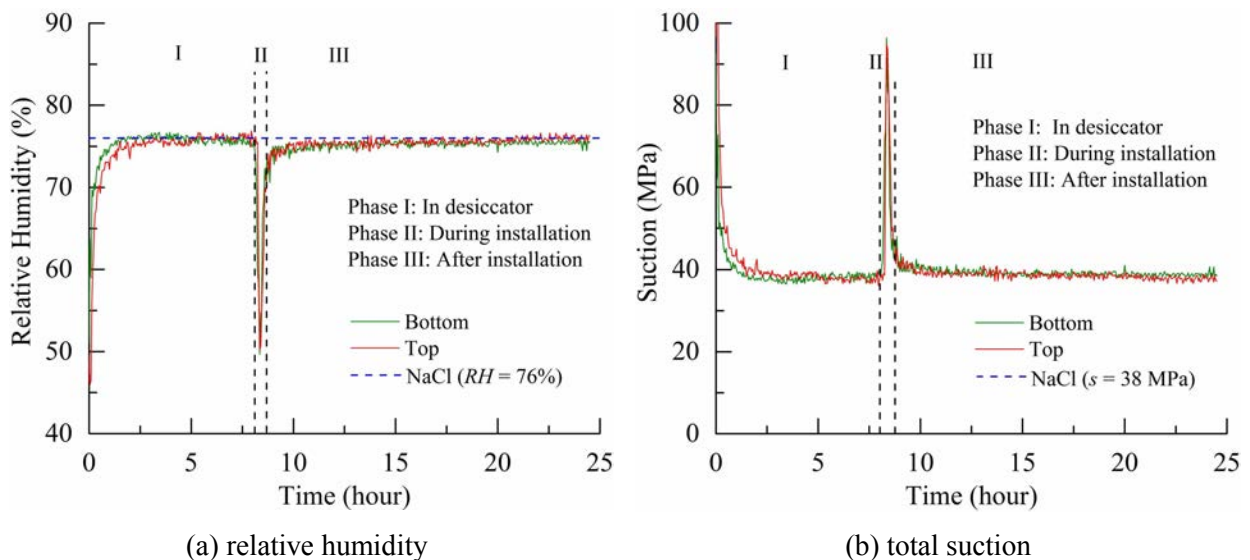 90
80
70
60
50
40
Relative Humidity (%)
I
II
III
Phase I: In desiccator
Phase II: During installation
Phase III: After installation
Bottom
Top
NaCl (RH = 76%)
0
5
10
15
20
25
Time (hour)
(a) relative humidity
100
80
60
40
20
0
Suction (MPa)
I
II
III
Phase I: In desiccator
Phase II: During installation
Phase III: After installation
Bottom
Top
NaCl (s = 38 MPa)
0
5
10
15
20
25
Time (hour)
(b) total suction